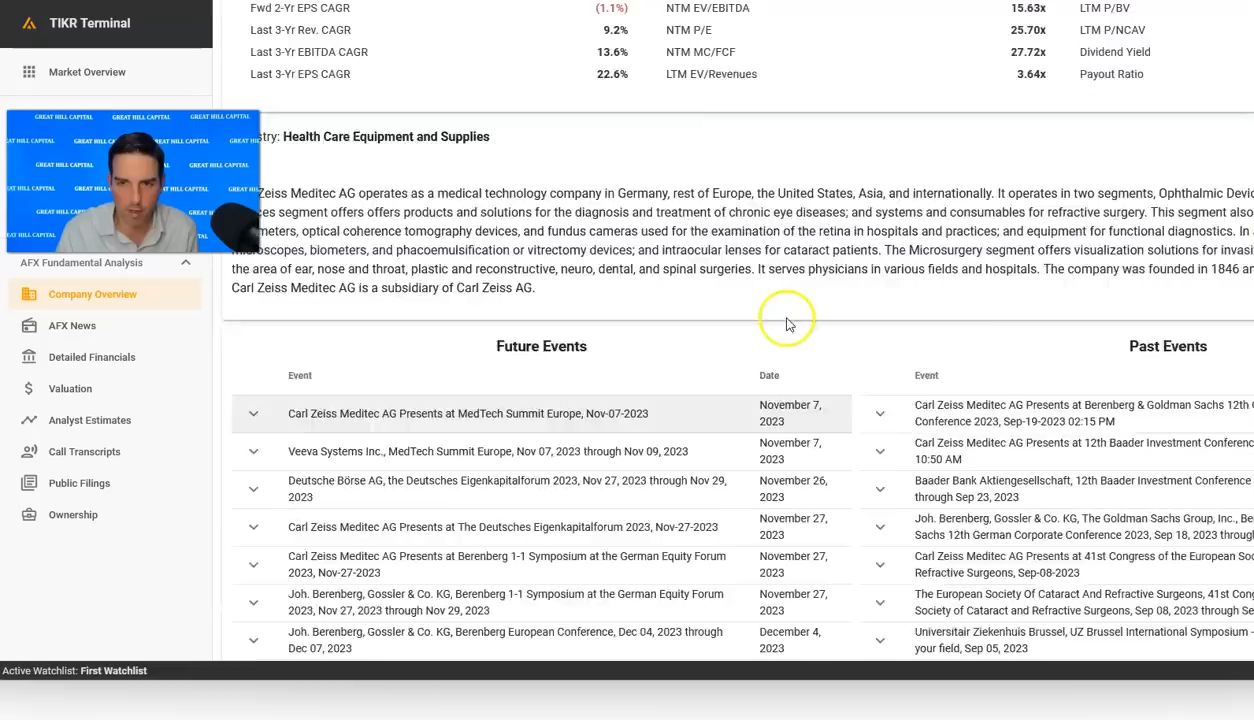 TIKR Terminal
Market Overview
GREAT HILL CAPITAL GREAT HILL CAPITAL GREAT HILL CAPITAL
AFX Fundamental Analysis
Company Overview
AFX News
Detailed Financials
Valuation
Analyst Estimates
Call Transcripts
Public Filings
Ownership
Fwd 2-Yr EPS CAGR (1.1%) NTM EV/EBITDA 15.63x LTM P/BV
Last 3-Yr Rev. CAGR 9.2% NTM P/E 25.70x LTM P/NCAV
Last 3-Yr EBITDA CAGR 13.6% NTM MC/FCF 27.72x Dividend Yield
Last 3-Yr EPS CAGR 22.6% LTM EV/Revenues 3.64x Payout Ratio
stry: Health Care Equipment and Supplies
Zeiss Meditec AG operates as a medical technology company in Germany, rest of Europe, the United States, Asia, and internationally. It operates in two segments, Ophthalmic Devic
ces segment offers offers products and solutions for the diagnosis and treatment of chronic eye diseases; and systems and consumables for refractive surgery. This segment also
meters, optical coherence tomography devices, and fundus cameras used for the examination of the retina in hospitals and practices; and equipment for functional diagnostics. In a
microscopes, biometers, and phacoemulsification or vitrectomy devices; and intraocular lenses for cataract patients. The Microsurgery segment offers visualization solutions for invasi
the area of ear, nose and throat, plastic and reconstructive, neuro, dental, and spinal surgeries. It serves physicians in various fields and hospitals. The company was founded in 1846 an
Carl Zeiss Meditec AG is a subsidiary of Carl Zeiss AG.
Future Events
Event Date
Carl Zeiss Meditec AG Presents at MedTech Summit Europe, Nov-07-2023 November 7,
2023
Veeva Systems Inc., MedTech Summit Europe, Nov 07, 2023 through Nov 09, 2023 November 7,
2023
Deutsche Börse AG, the Deutsches Eigenkapitalforum 2023, Nov 27, 2023 through Nov 29, November 26,
2023 2023
Carl Zeiss Meditec AG Presents at The Deutsches Eigenkapitalforum 2023, Nov-27-2023 November 27,
2023
Carl Zeiss Meditec AG Presents at Berenberg 1-1 Symposium at the German Equity Forum November 27,
2023, Nov-27-2023 2023
Joh. Berenberg, Gossler & Co. KG, Berenberg 1-1 Symposium at the German Equity Forum November 27,
2023, Nov 27, 2023 through Nov 29, 2023 2023
Joh. Berenberg, Gossler & Co. KG, Berenberg European Conference, Dec 04, 2023 through December 4,
Dec 07, 2023 2023
Past Events
Event
Carl Zeiss Meditec AG Presents at Berenberg & Goldman Sachs 12th
Conference 2023, Sep-19-2023 02:15 PM
Carl Zeiss Meditec AG Presents at 12th Baader Investment Conferenc
10:50 AM
Baader Bank Aktiengesellschaft, 12th Baader Investment Conference
through Sep 23, 2023
Joh. Berenberg, Gossler & Co. KG, The Goldman Sachs Group, Inc., Be
Sachs 12th German Corporate Conference 2023, Sep 18, 2023 through
Carl Zeiss Meditec AG Presents at 41st Congress of the European Soc
Refractive Surgeons, Sep-08-2023
The European Society Of Cataract And Refractive Surgeons, 41st Cong
Society of Cataract and Refractive Surgeons, Sep 08, 2023 through Se
Universitair Ziekenhuis Brussel, UZ Brussel International Symposium -
your field, Sep 05, 2023
Active Watchlist: First Watchlist